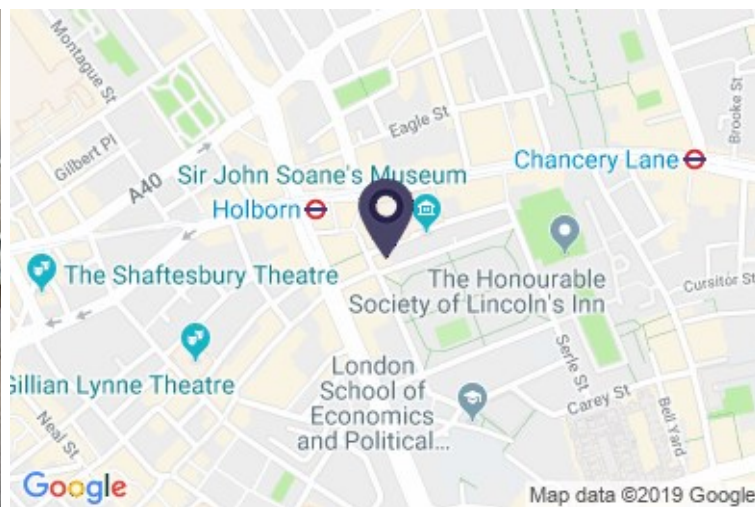 Montague St
Gilbert Pl
A40
Eagle St
Brooke St
Chancery Lane
Sir John Soane's Museum
Holborn
The Shaftesbury Theatre
The Honourable
Society of Lincoln's Inn
Cursitor St
Gillian Lynne Theatre
London
School of
Economics
and Political...
Serle St
Carey St
Bell Yard
Neal St
Google
Map data ©2019 Google